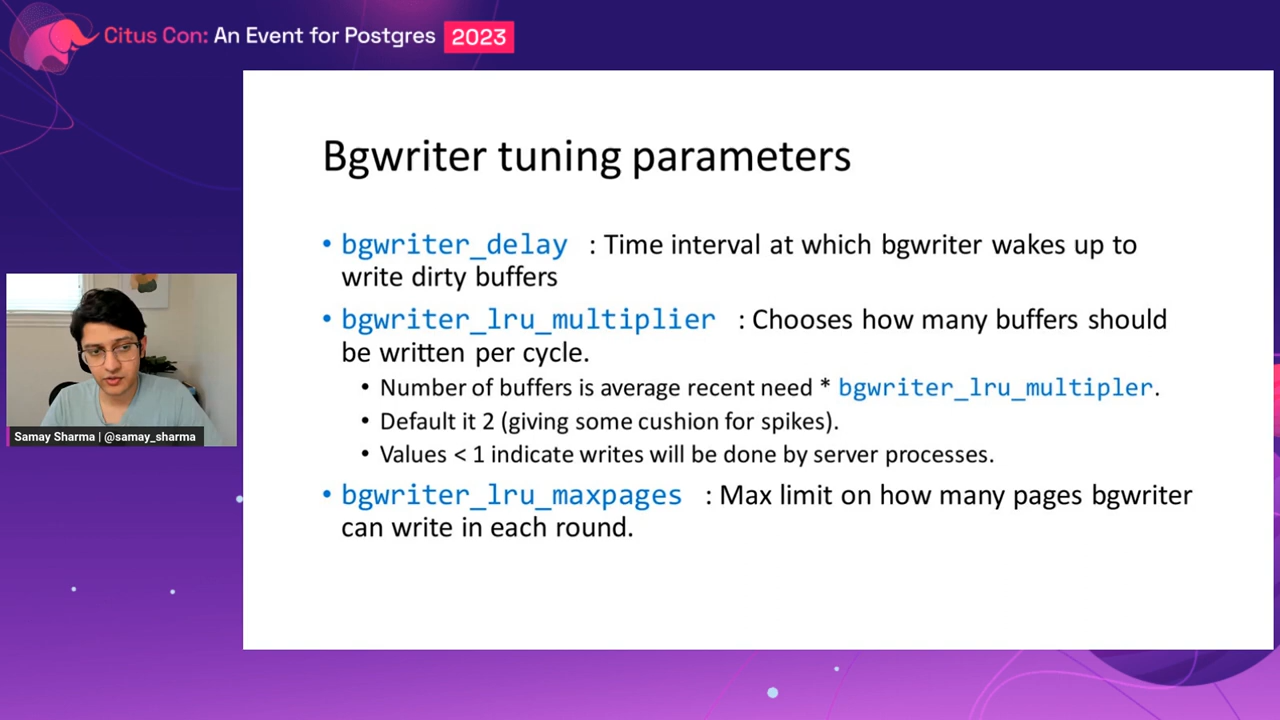 Citus Con: An Event for Postgres 2023
Bgwriter tuning parameters
• bgwriter_delay : Time interval at which bgwriter wakes up to
write dirty buffers
• bgwriter_lru_multiplier : Chooses how many buffers should
be written per cycle.
• Number of buffers is average recent need * bgwriter_lru_multipler.
• Default it 2 (giving some cushion for spikes).
• Values < 1 indicate writes will be done by server processes.
• bgwriter_lru_maxpages : Max limit on how many pages bgwriter
can write in each round.
Samay Sharma | @samay_sharma